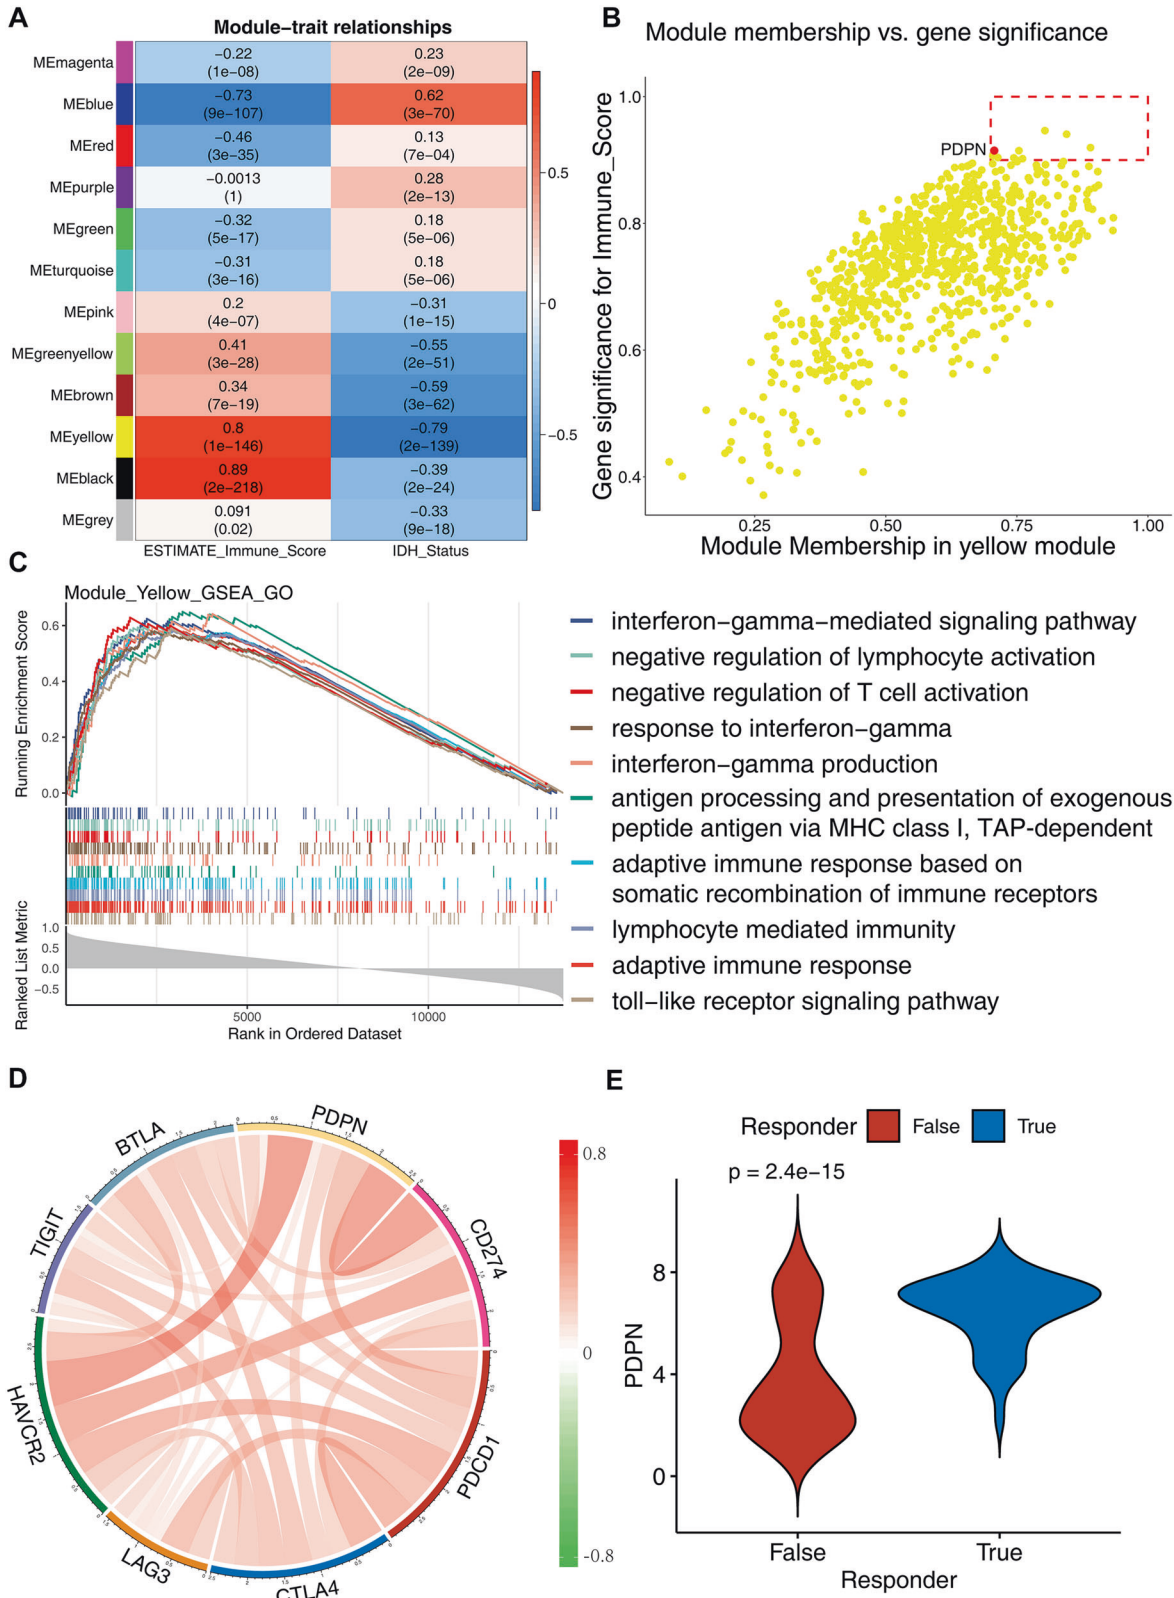 A
Module−trait relationships
MEmagenta
−0.22
(1e−08)
0.23
(2e−09)
MEblue
−0.73
(9e−107)
0.62
(3e−70)
MEred
−0.46
(3e−35)
0.13
(7e−04)
MEpurple
−0.0013
(1)
0.28
(2e−13)
MEgreen
−0.32
(5e−17)
0.18
(5e−06)
MEturquoise
−0.31
(3e−16)
0.18
(5e−06)
MEpink
0.2
(4e−07)
−0.31
(1e−15)
MEgreenyellow
0.41
(3e−28)
−0.55
(2e−51)
MEbrown
0.34
(7e−19)
−0.59
(3e−62)
MEyellow
0.8
(1e−146)
−0.79
(2e−139)
MEblack
0.89
(2e−218)
−0.39
(2e−24)
MEgrey
0.091
(0.02)
−0.33
(9e−18)
ESTIMATE_Immune_Score
IDH_Status
0.5
0
−0.5
B
Module membership vs. gene significance
Gene significance for Immune_Score
1.0
0.8
0.6
0.4
PDPN
0.25
0.50
0.75
1.00
Module Membership in yellow module
C
Module_Yellow_GSEA_GO
Running Enrichment Score
0.6
0.4
0.2
0.0
Ranked List Metric
1.0
0.5
0.0
−0.5
5000
10000
Rank in Ordered Dataset
interferon−gamma−mediated signaling pathway
negative regulation of lymphocyte activation
negative regulation of T cell activation
response to interferon−gamma
interferon−gamma production
antigen processing and presentation of exogenous
peptide antigen via MHC class I, TAP−dependent
adaptive immune response based on
somatic recombination of immune receptors
lymphocyte mediated immunity
adaptive immune response
toll−like receptor signaling pathway
D
PDPN
CD274
PDCD1
CTLA4
LAG3
HAVCR2
TIGIT
BTLA
0.8
0
-0.8
E
Responder
False
True
p = 2.4e−15
PDPN
8
4
0
False
True
Responder